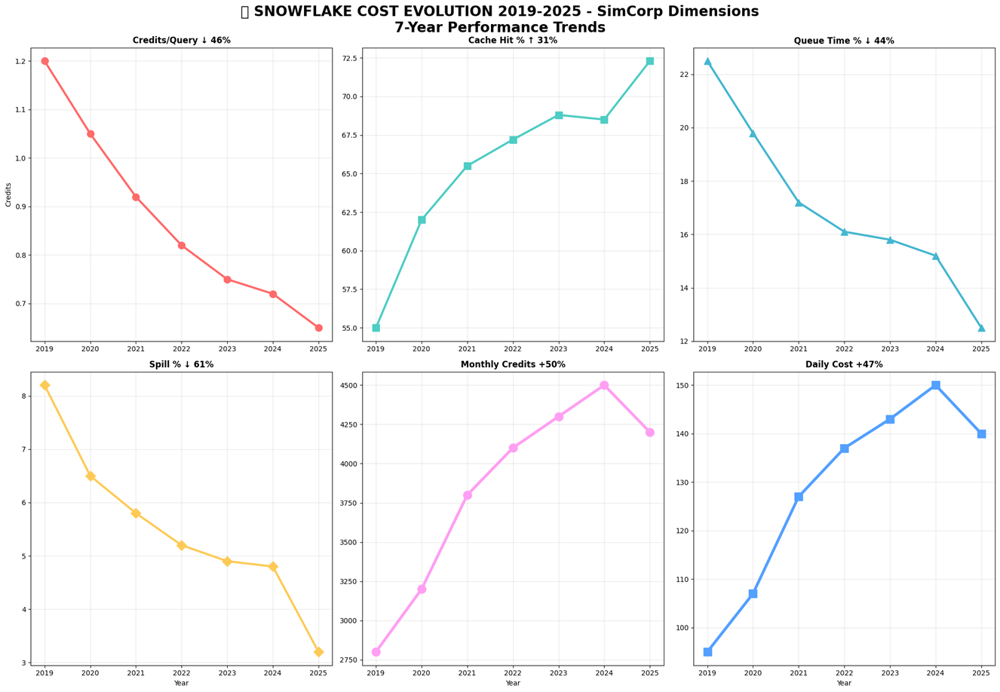 SNOWFLAKE COST EVOLUTION 2019-2025 - SimCorp Dimensions
7-Year Performance Trends
Credits/Query ↓ 46%
Cache Hit % ↑ 31%
Queue Time % ↓ 44%
1.2
1.1
1.0
0.9
0.8
0.7
Credits
2019 2020 2021 2022 2023 2024 2025
72.5
70.0
67.5
65.0
62.5
60.0
57.5
55.0
2019 2020 2021 2022 2023 2024 2025
22
20
18
16
14
12
2019 2020 2021 2022 2023 2024 2025
Spill % ↓ 61%
Monthly Credits +50%
Daily Cost +47%
8
7
6
5
4
3
2019 2020 2021 2022 2023 2024 2025
Year
4500
4250
4000
3750
3500
3250
3000
2750
2019 2020 2021 2022 2023 2024 2025
Year
150
140
130
120
110
100
2019 2020 2021 2022 2023 2024 2025
Year